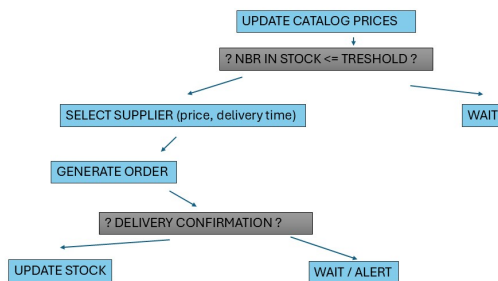 UPDATE CATALOG PRICES
? NBR IN STOCK <= TRESHOLD ?
SELECT SUPPLIER (price, delivery time)
WAIT
GENERATE ORDER
? DELIVERY CONFIRMATION ?
UPDATE STOCK
WAIT / ALERT